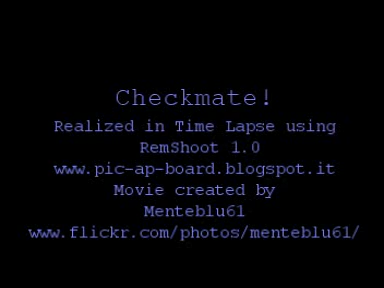 Checkmate!
Realized in Time Lapse using
RemShoot 1.0
www.pic-ap-board.blogspot.it
Movie created by
Menteblu61
www.flickr.com/photos/menteblu61/